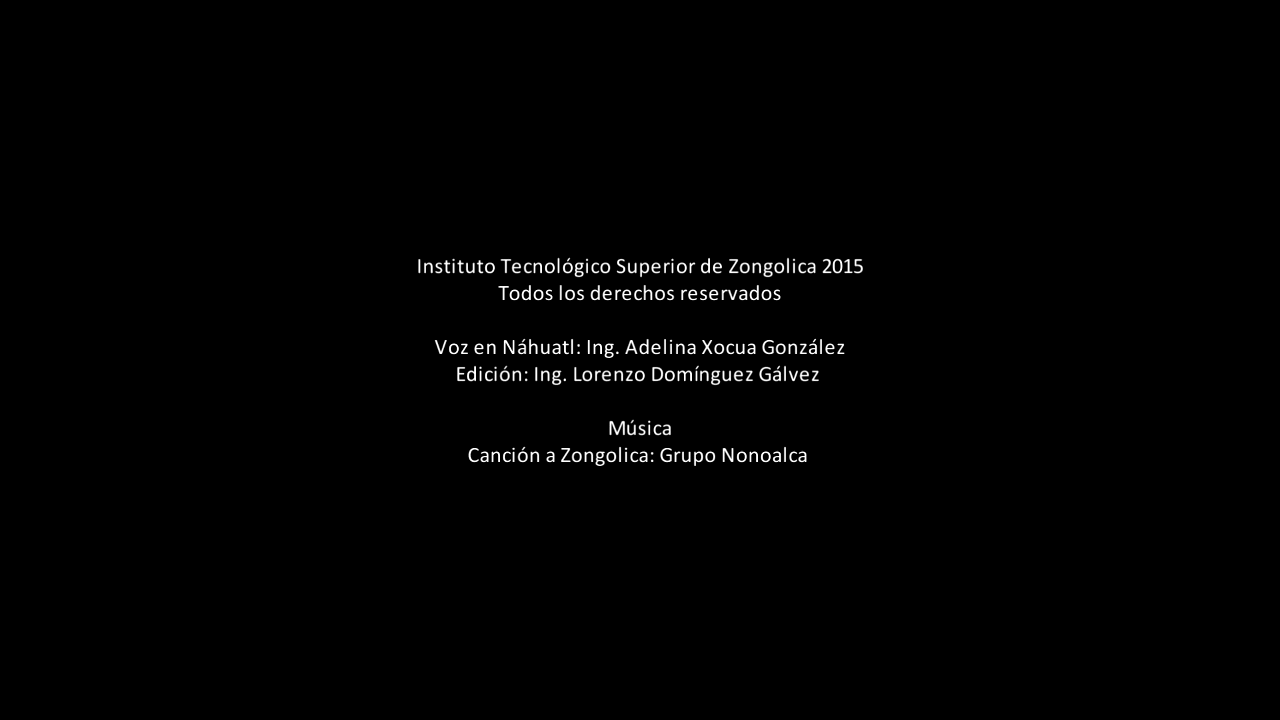 Instituto Tecnológico Superior de Zongolica 2015
Todos los derechos reservados
Voz en Náhuatl: Ing. Adelina Xocua González
Edición: Ing. Lorenzo Domínguez Gálvez
Música
Canción a Zongolica: Grupo Nonoalca